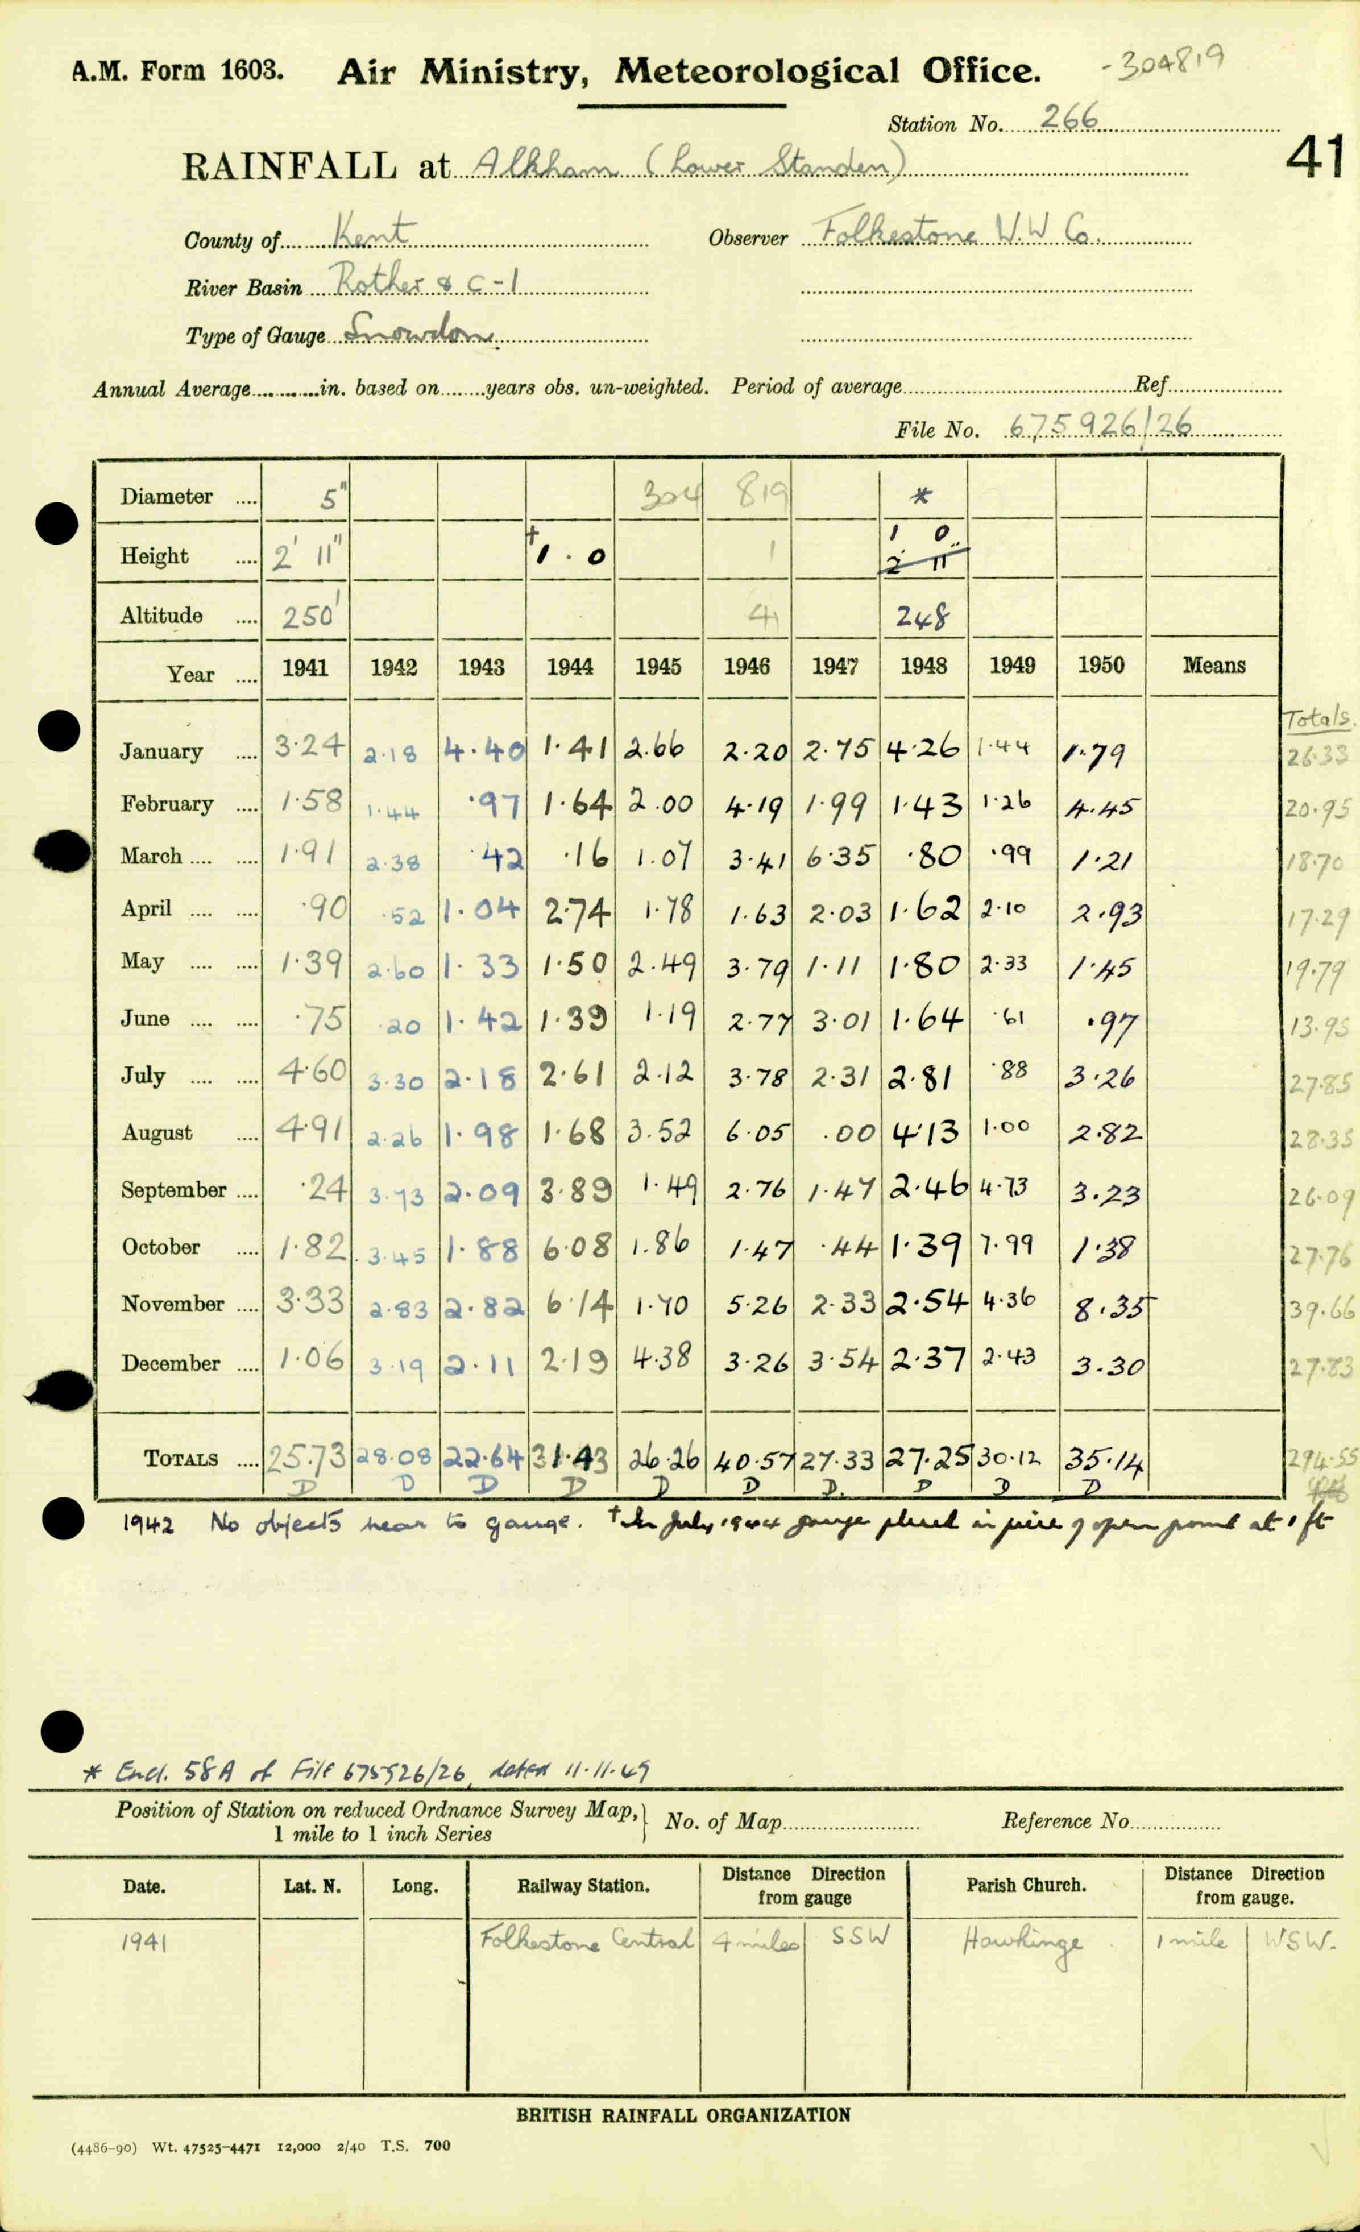 A.M. Form 1603. Air Ministry, Meteorological Office. -304819
Station No. 266
41
RAINFALL at Alkham (Lower Standen)
County of Kent Observer Folkestone W.W Co.
River Basin Rother & C-1
Type of Gauge Snowdon
Annual Average in. based on years obs. un-weighted. Period of average Ref
File No. 675926/26
Diameter 5" 304 819 *
Height 2' 11" †1 . 0 1 1 0 2 11
Altitude 250' 4 248
Year 1941 1942 1943 1944 1945 1946 1947 1948 1949 1950 Means
Totals.
January 3.24 2.18 4.40 1.41 2.66 2.20 2.75 4.26 1.44 1.79 26.33
February 1.58 1.44 .97 1.64 2.00 4.19 1.99 1.43 1.26 4.45 20.95
March 1.91 2.38 .42 .16 1.07 3.41 6.35 .80 .99 1.21 18.70
April .90 .52 1.04 2.74 1.78 1.63 2.03 1.62 2.10 2.93 17.29
May 1.39 2.60 1.33 1.50 2.49 3.79 1.11 1.80 2.33 1.45 19.79
June .75 .20 1.42 1.39 1.19 2.77 3.01 1.64 .61 .97 13.95
July 4.60 3.30 2.18 2.61 2.12 3.78 2.31 2.81 .88 3.26 27.85
August 4.91 2.26 1.98 1.68 3.52 6.05 .00 4.13 1.00 2.82 28.35
September .24 3.73 2.09 3.89 1.49 2.76 1.47 2.46 4.73 3.23 26.09
October 1.82 3.45 1.88 6.08 1.86 1.47 .44 1.39 7.99 1.38 27.76
November 3.33 2.83 2.82 6.14 1.70 5.26 2.33 2.54 4.36 8.35 39.66
December 1.06 3.19 2.11 2.19 4.38 3.26 3.54 2.37 2.43 3.30 27.83
TOTALS 25.73 28.08 22.64 31.43 26.26 40.57 27.33 27.25 30.12 35.14 294.55
D D D D D D D. D D D
1942 No objects near to gauge. † In July, 1944 gauge placed in piece of open ground at 1 ft
* Encl. 58A of File 675926/26, dated 11.11.49
Position of Station on reduced Ordnance Survey Map, 1 mile to 1 inch Series } No. of Map Reference No.
Date. Lat. N. Long. Railway Station. Distance Direction from gauge Parish Church. Distance Direction from gauge.
1941 Folkestone Central 4 miles SSW Hawkinge 1 mile WSW.
BRITISH RAINFALL ORGANIZATION
(4486-90) Wt. 47525-4471 12,000 2/40 T.S. 700